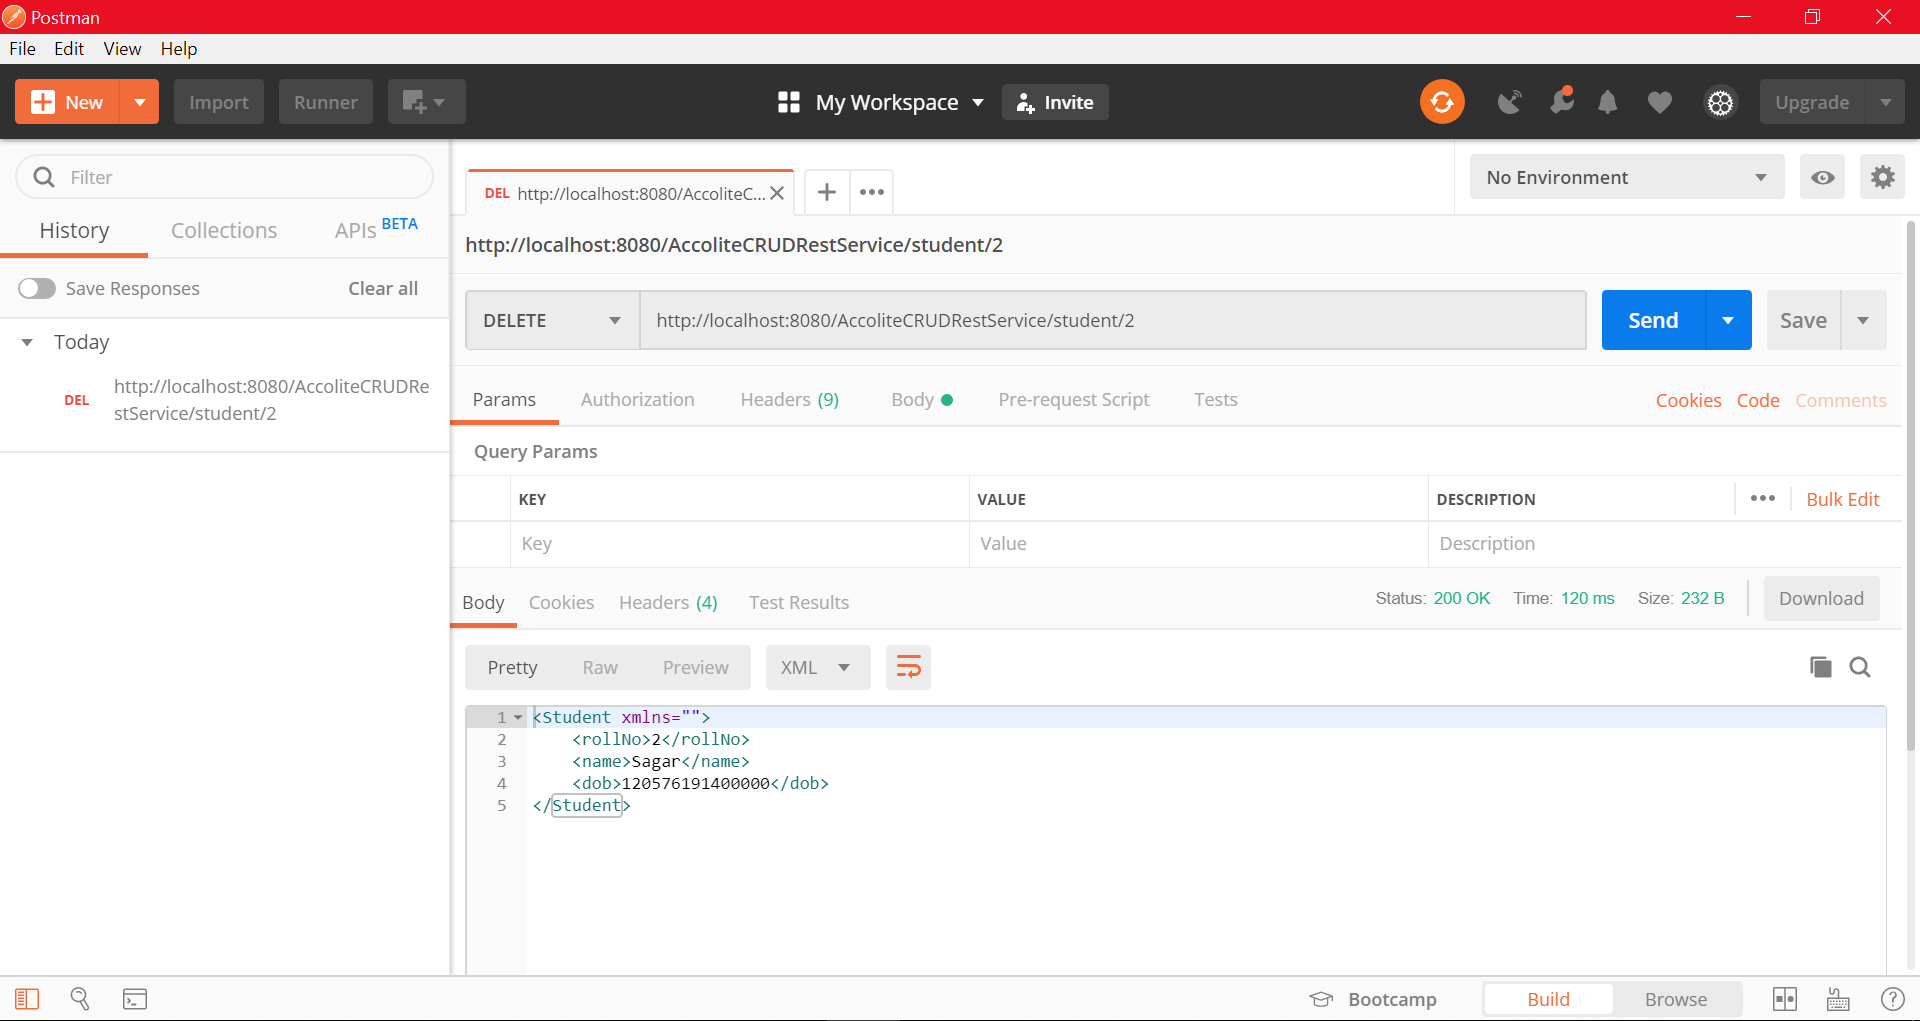 Postman
File Edit View Help
New Import Runner My Workspace Invite Upgrade
Filter
History Collections APIs BETA
Save Responses Clear all
Today
DEL http://localhost:8080/AccoliteCRUDRe
stService/student/2
DEL http://localhost:8080/AccoliteC... No Environment
http://localhost:8080/AccoliteCRUDRestService/student/2
DELETE http://localhost:8080/AccoliteCRUDRestService/student/2 Send Save
Params Authorization Headers (9) Body Pre-request Script Tests Cookies Code Comments
Query Params
KEY VALUE DESCRIPTION Bulk Edit
Key Value Description
Body Cookies Headers (4) Test Results Status: 200 OK Time: 120 ms Size: 232 B Download
Pretty Raw Preview XML
1 <Student xmlns="">
2 <rollNo>2</rollNo>
3 <name>Sagar</name>
4 <dob>120576191400000</dob>
5 </Student>
Bootcamp Build Browse